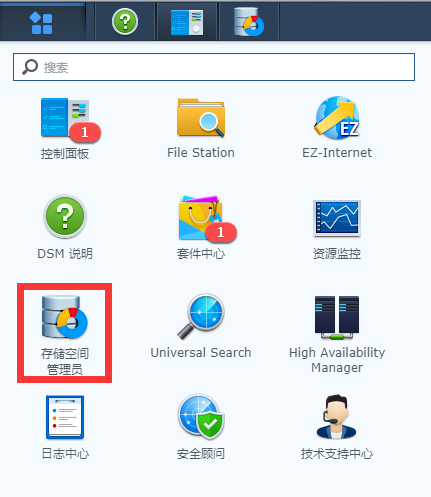 搜索
1
控制面板
File Station
EZ
EZ-Internet
DSM 说明
1
套件中心
资源监控
存储空间
管理员
Universal Search
High Availability
Manager
日志中心
安全顾问
技术支持中心